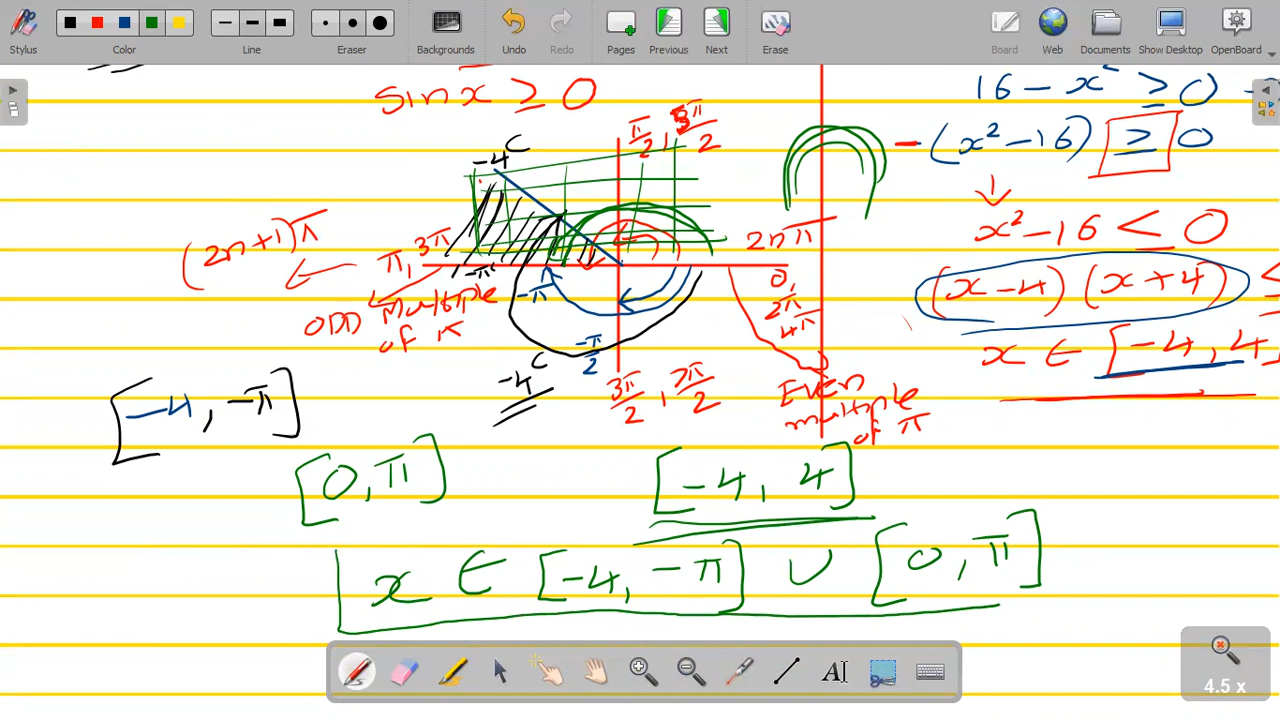 Stylus
Color
Line
Eraser
Backgrounds
Undo
Redo
Pages
Previous
Next
Erase
Board
Web
Documents
Show Desktop
OpenBoard
sin x ≥ 0
16 - x² ≥ 0
-(x² - 16) ≥ 0
x² - 16 ≤ 0
(x - 4) (x + 4) ≤
x ∈ [-4, 4
-4ᶜ
π/2, 5π/2
(2n+1)π
π, 3π
-π
-π
2nπ
0,
2π
4π
ODD Multiple
of π
-π/2
-4ᶜ
3π/2, 7π/2
Even
multiple
of π
[-4, -π]
[0, π]
[-4, 4]
x ∈ [-4, -π] ∪ [0, π]
4.5 x